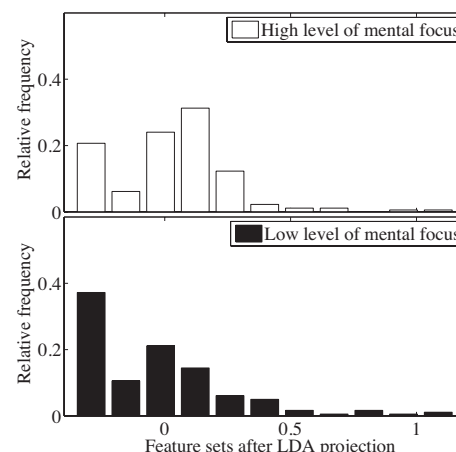 High level of mental focus
Relative frequency
0.4
0.2
0
Low level of mental focus
Relative frequency
0.4
0.2
0
0
0.5
1
Feature sets after LDA projection